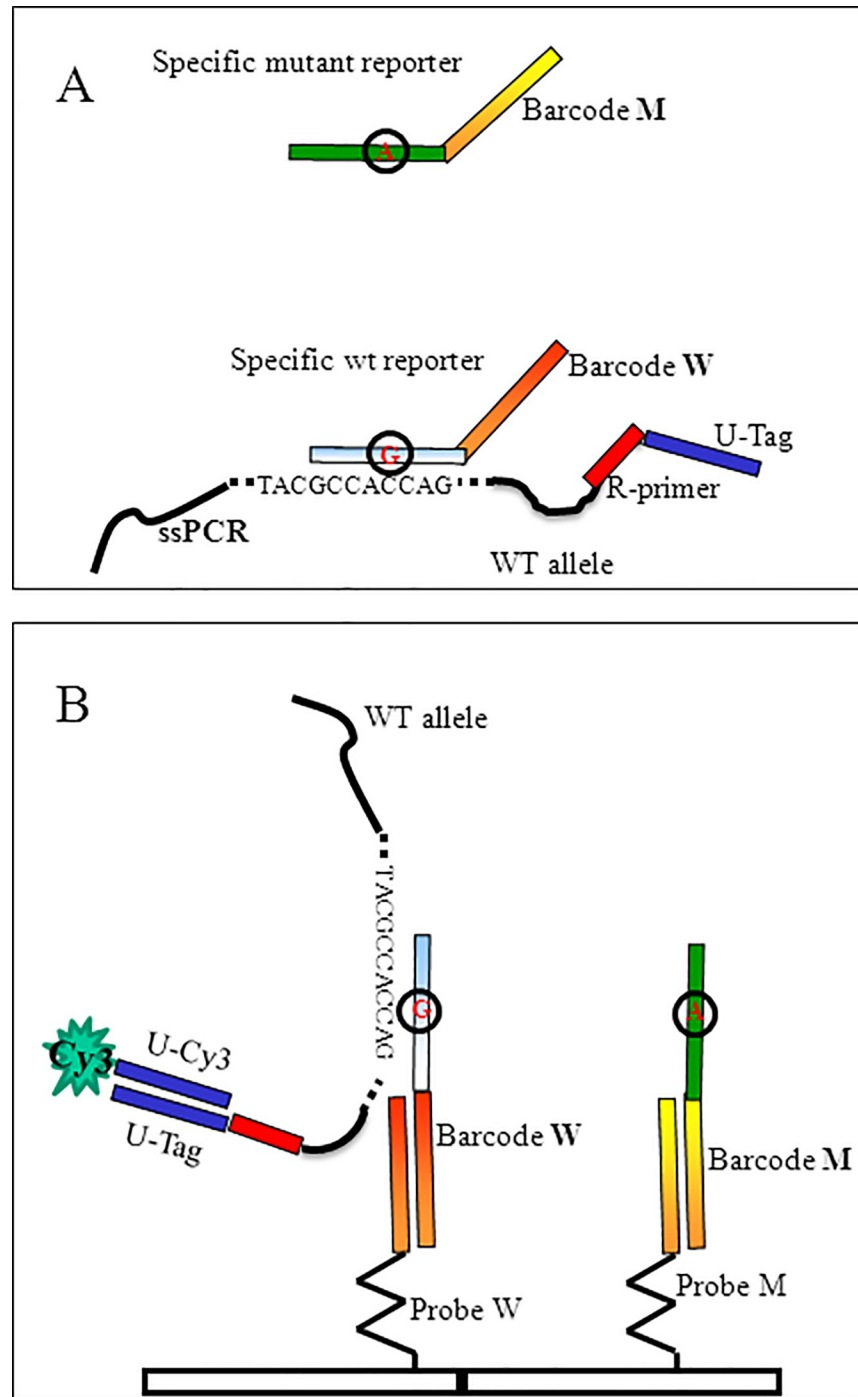 A
Specific mutant reporter
Barcode M
A
Specific wt reporter
Barcode W
U-Tag
G
R-primer
TACGCCACCAG
ssPCR
WT allele
B
WT allele
TACGCCACCAG
G
A
Cy3
U-Cy3
U-Tag
Barcode W
Barcode M
Probe W
Probe M